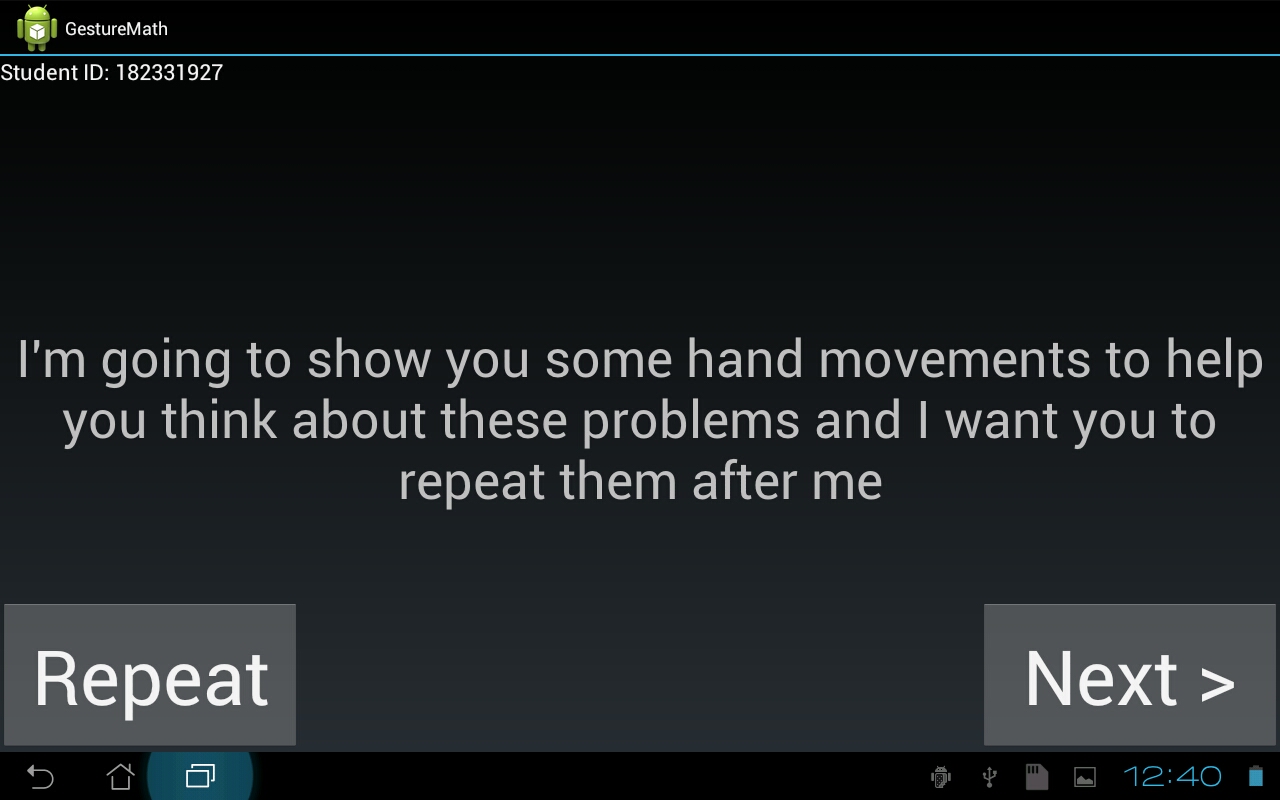 GestureMath
Student ID: 182331927
I'm going to show you some hand movements to help
you think about these problems and I want you to
repeat them after me
Repeat
Next >
12:40